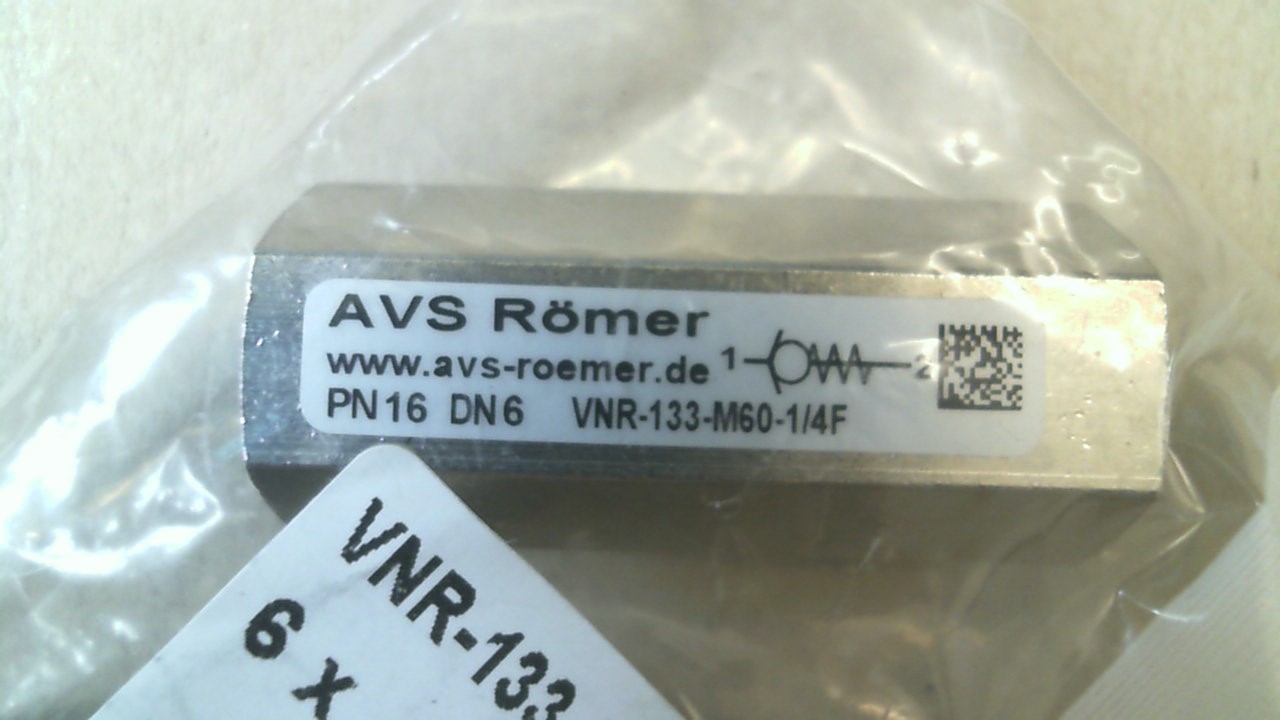 AVS Römer
www.avs-roemer.de 1 2
PN16 DN6 VNR-133-M60-1/4F
VNR-133
6 x